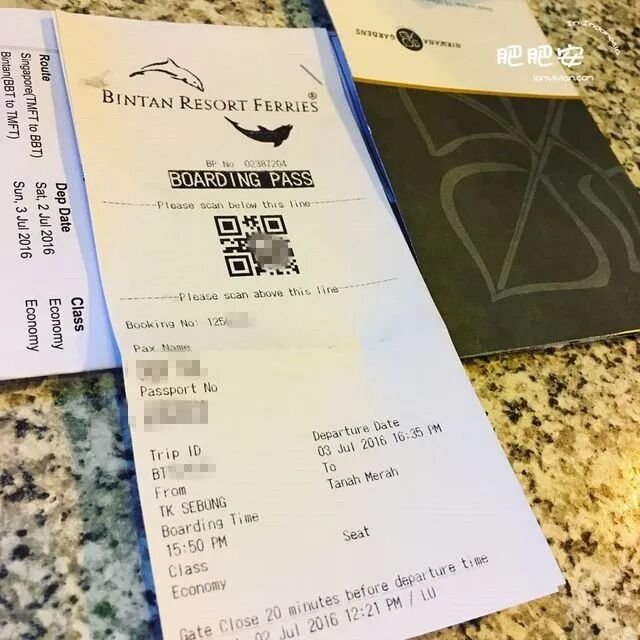 Route
Dep Date
Class
Singapore(TMFT to BBT)
Sat, 2 Jul 2016
Economy
Bintan(BBT to TMFT)
Sun, 3 Jul 2016
Economy
BINTAN RESORT FERRIES®
BP No 02387204
BOARDING PASS
Please scan below this line
Please scan above this line
Booking No: 125
Pax Name
Passport No
Trip ID
BT
From
TK SEBONG
Boarding Time
15:50 PM
Class
Economy
Departure Date
03 Jul 2016 16:35 PM
To
Tanah Merah
Seat
Gate Close 20 minutes before departure time
02 Jul 2016 12:21 PM / LU
NIRWANA GARDENS
肥肥安
in Indonesia
ianvivian.com